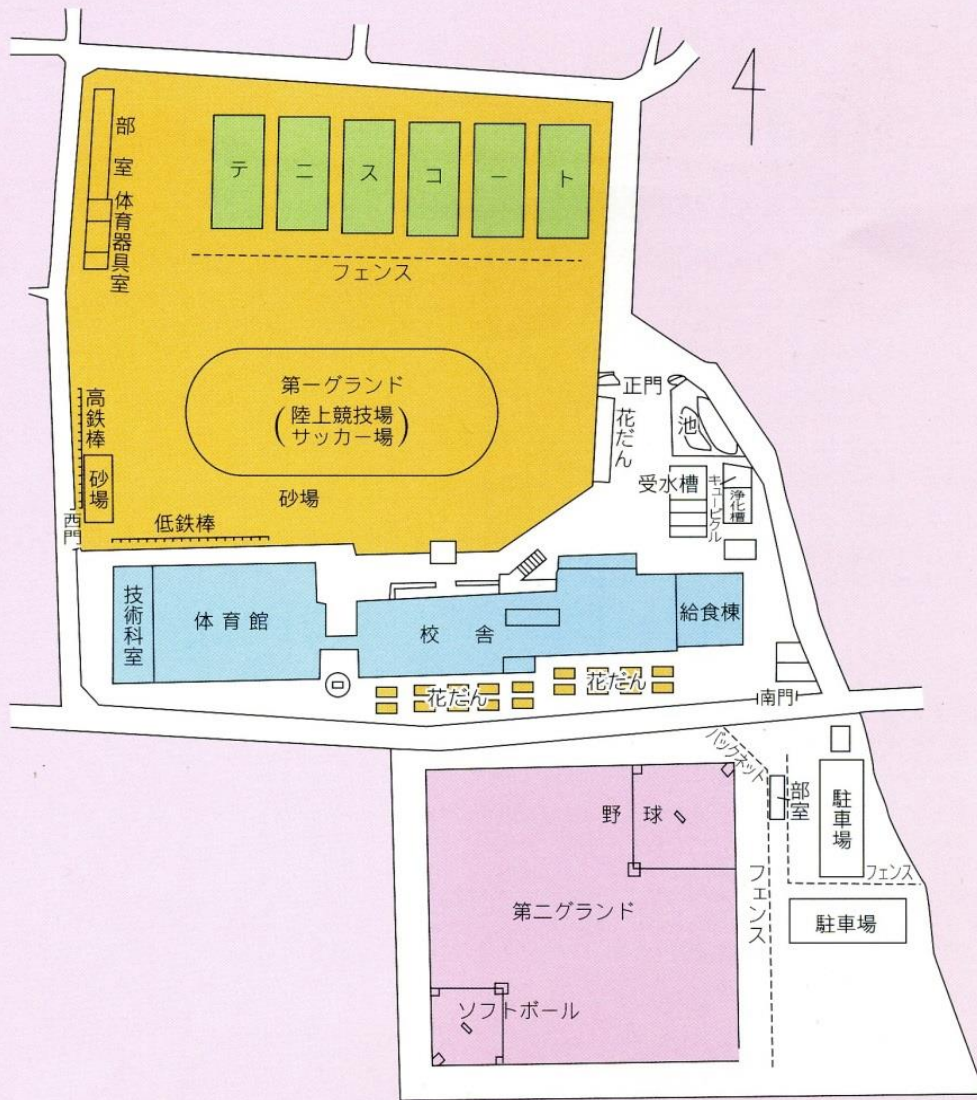 部室
体育器具室
テニスコート
フェンス
第一グランド
(陸上競技場
サッカー場)
高鉄棒
砂場
砂場
低鉄棒
西門
正門
花だん
池
受水槽
キュービクル
浄化槽
技術科室
体育館
校舎
給食棟
花だん
花だん
南門
バックネット
部室
駐車場
野球
フェンス
フェンス
第二グランド
駐車場
ソフトボール